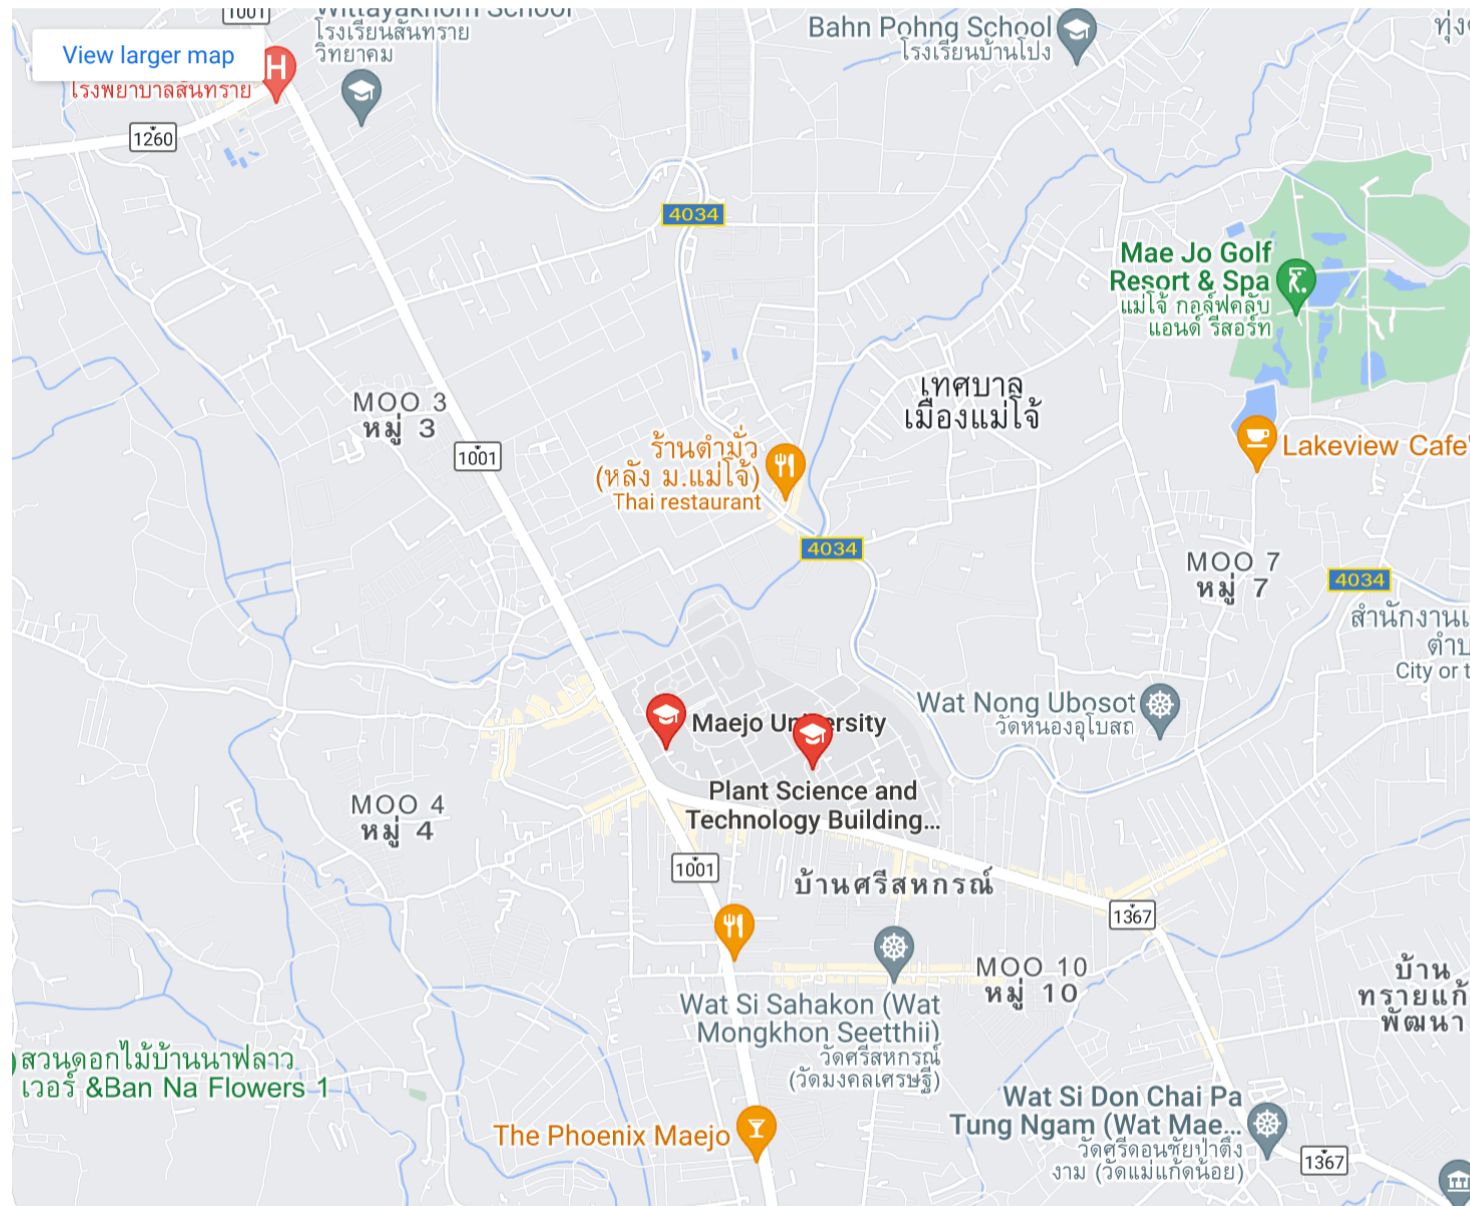 1001
Wittayakhom School
โรงเรียนสันทราย
วิทยาคม
Bahn Pohng School
โรงเรียนบ้านโป่ง
View larger map
H
โรงพยาบาลสันทราย
1260
4034
Mae Jo Golf
Resort & Spa
แม่โจ้ กอล์ฟคลับ
แอนด์ รีสอร์ท
MOO 3
หมู่ 3
เทศบาล
เมืองแม่โจ้
1001
ร้านตำมั่ว
(หลัง ม.แม่โจ้)
Thai restaurant
Lakeview Cafe'
4034
MOO 7
หมู่ 7
4034
City or t
Wat Nong Ubosot
วัดหนองอุโบสถ
Maejo University
Plant Science and
Technology Building...
MOO 4
หมู่ 4
1001
บ้านศรีสหกรณ์
1367
MOO 10
หมู่ 10
บ้าน
พัฒนา
Wat Si Sahakon (Wat
Mongkhon Seetthii)
วัดศรีสหกรณ์
(วัดมงคลเศรษฐี)
สวนดอกไม้บ้านนาฟลาว
เวอร์ &Ban Na Flowers 1
The Phoenix Maejo
Wat Si Don Chai Pa
Tung Ngam (Wat Mae...
วัดศรีดอนชัยป่าตึง
งาม (วัดแม่แก้ดน้อย)
1367